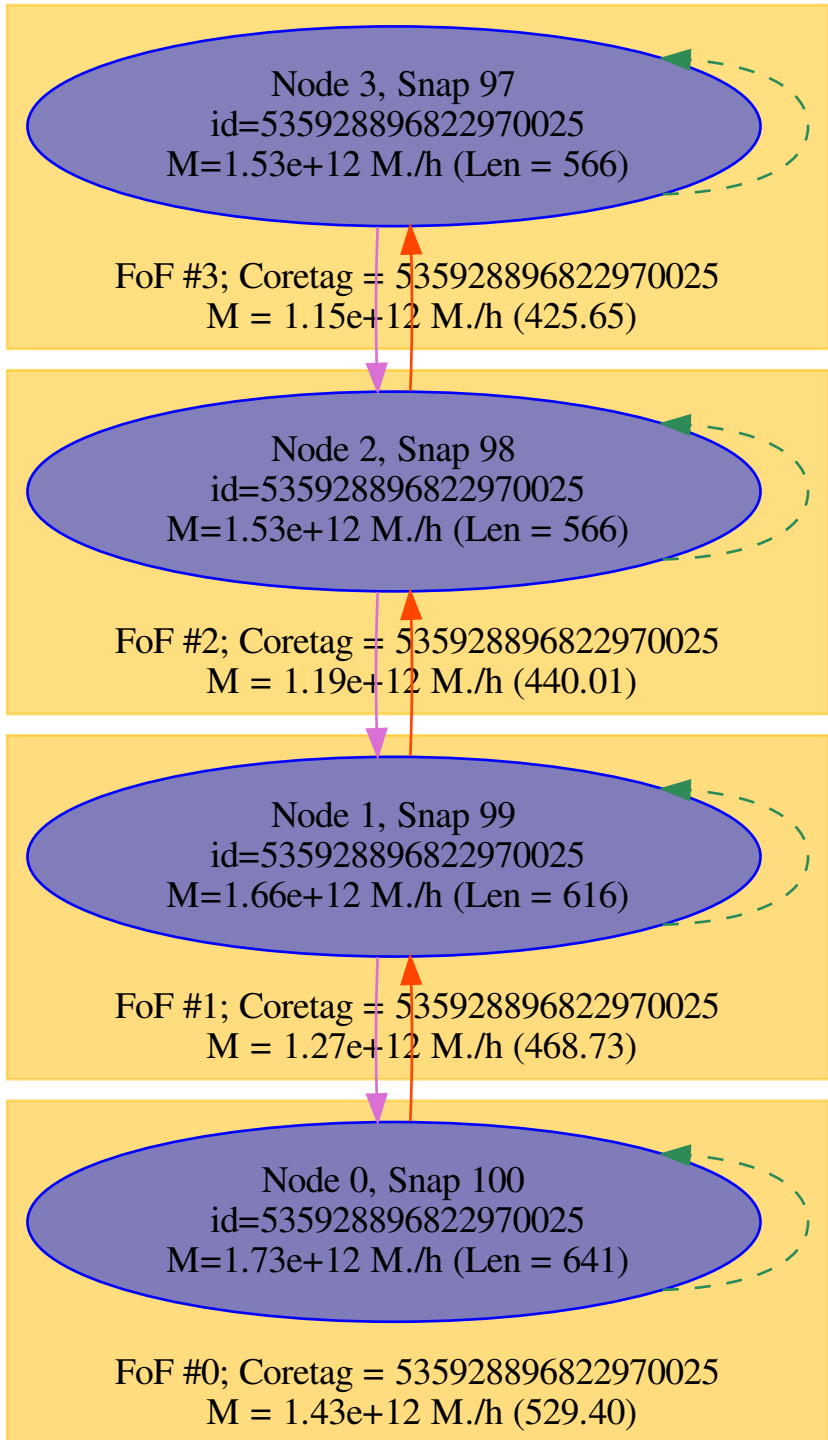 Node 3, Snap 97
id=535928896822970025
M=1.53e+12 M./h (Len = 566)
FoF #3; Coretag = 535928896822970025
M = 1.15e+12 M./h (425.65)
Node 2, Snap 98
id=535928896822970025
M=1.53e+12 M./h (Len = 566)
FoF #2; Coretag = 535928896822970025
M = 1.19e+12 M./h (440.01)
Node 1, Snap 99
id=535928896822970025
M=1.66e+12 M./h (Len = 616)
FoF #1; Coretag = 535928896822970025
M = 1.27e+12 M./h (468.73)
Node 0, Snap 100
id=535928896822970025
M=1.73e+12 M./h (Len = 641)
FoF #0; Coretag = 535928896822970025
M = 1.43e+12 M./h (529.40)